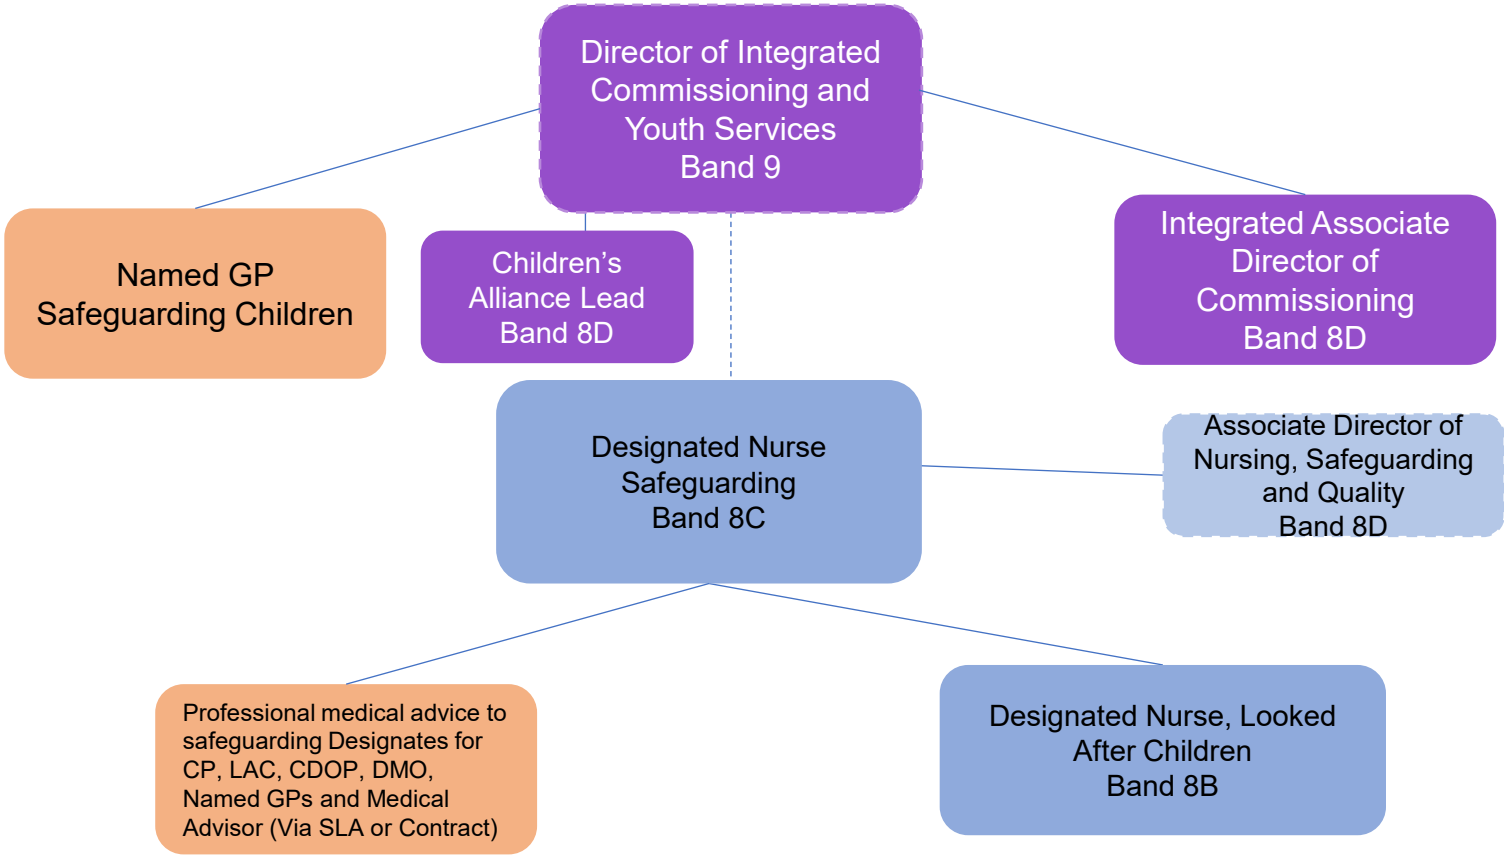 Director of Integrated
Commissioning and
Youth Services
Band 9
Named GP
Safeguarding Children
Children’s
Alliance Lead
Band 8D
Integrated Associate
Director of
Commissioning
Band 8D
Designated Nurse
Safeguarding
Band 8C
Associate Director of
Nursing, Safeguarding
and Quality
Band 8D
Professional medical advice to
safeguarding Designates for
CP, LAC, CDOP, DMO,
Named GPs and Medical
Advisor (Via SLA or Contract)
Designated Nurse, Looked
After Children
Band 8B